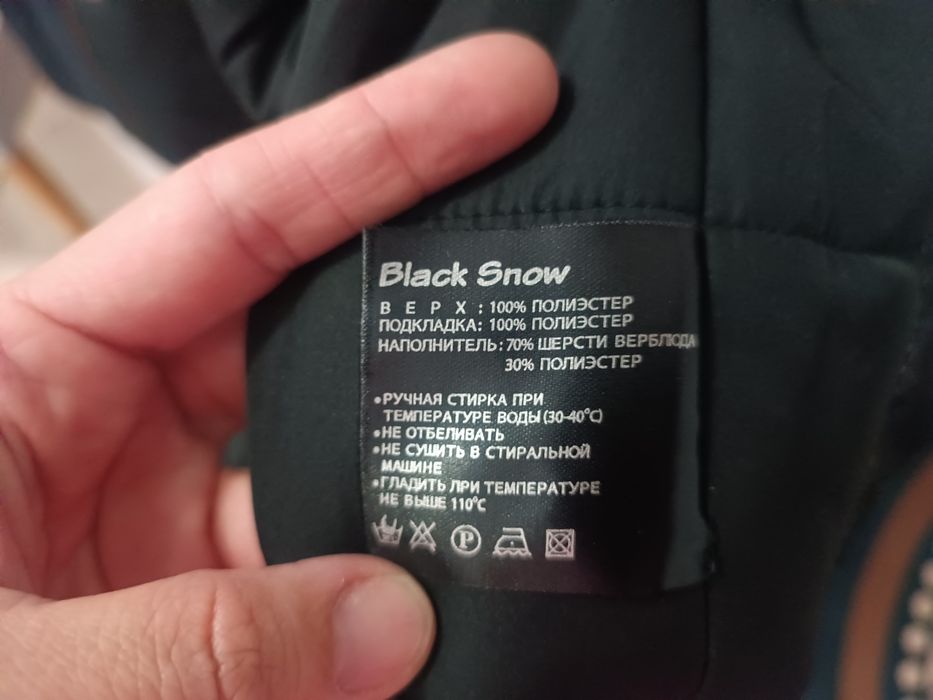 Black Snow
ВЕРХ: 100% ПОЛИЭСТЕР
ПОДКЛАДКА: 100% ПОЛИЭСТЕР
НАПОЛНИТЕЛЬ: 70% ШЕРСТИ ВЕРБЛЮДА
30% ПОЛИЭСТЕР
•РУЧНАЯ СТИРКА ПРИ
ТЕМПЕРАТУРЕ ВОДЫ (30-40°C)
•НЕ ОТБЕЛИВАТЬ
•НЕ СУШИТЬ В СТИРАЛЬНОЙ
МАШИНЕ
•ГЛАДИТЬ ПРИ ТЕМПЕРАТУРЕ
НЕ ВЫШЕ 110°C
P